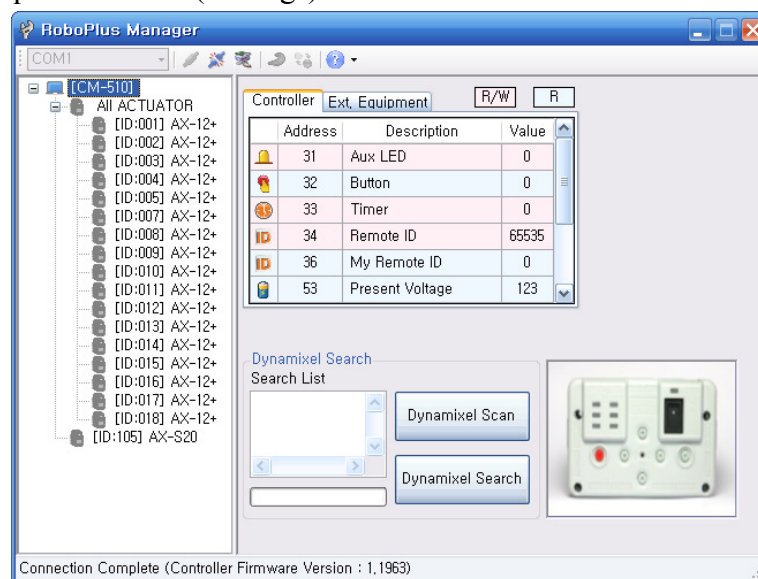 RoboPlus Manager
COM1
[CM-510]
All ACTUATOR
[ID:001] AX-12+
[ID:002] AX-12+
[ID:003] AX-12+
[ID:004] AX-12+
[ID:005] AX-12+
[ID:007] AX-12+
[ID:008] AX-12+
[ID:009] AX-12+
[ID:010] AX-12+
[ID:011] AX-12+
[ID:012] AX-12+
[ID:013] AX-12+
[ID:014] AX-12+
[ID:015] AX-12+
[ID:016] AX-12+
[ID:017] AX-12+
[ID:018] AX-12+
[ID:105] AX-S20
Controller Ext, Equipment R/W R
Address Description Value
31 Aux LED 0
32 Button 0
33 Timer 0
ID 34 Remote ID 65535
ID 36 My Remote ID 0
53 Present Voltage 123
Dynamixel Search
Search List
Dynamixel Scan
Dynamixel Search
Connection Complete (Controller Firmware Version : 1,1963)